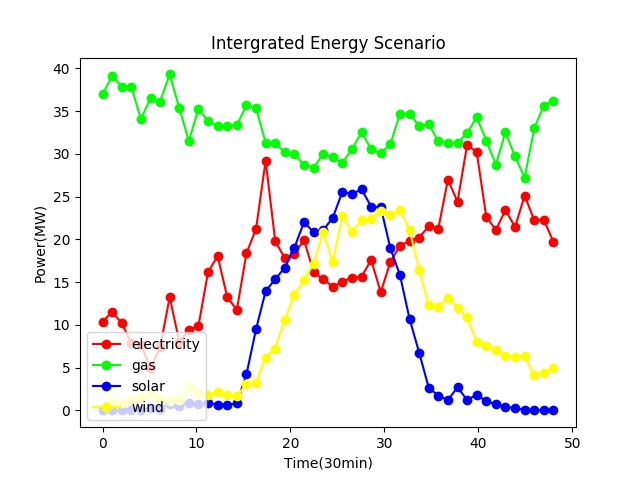 Intergrated Energy Scenario
Power(MW)
40
35
30
25
20
15
10
5
0
electricity
gas
solar
wind
0 10 20 30 40 50
Time(30min)